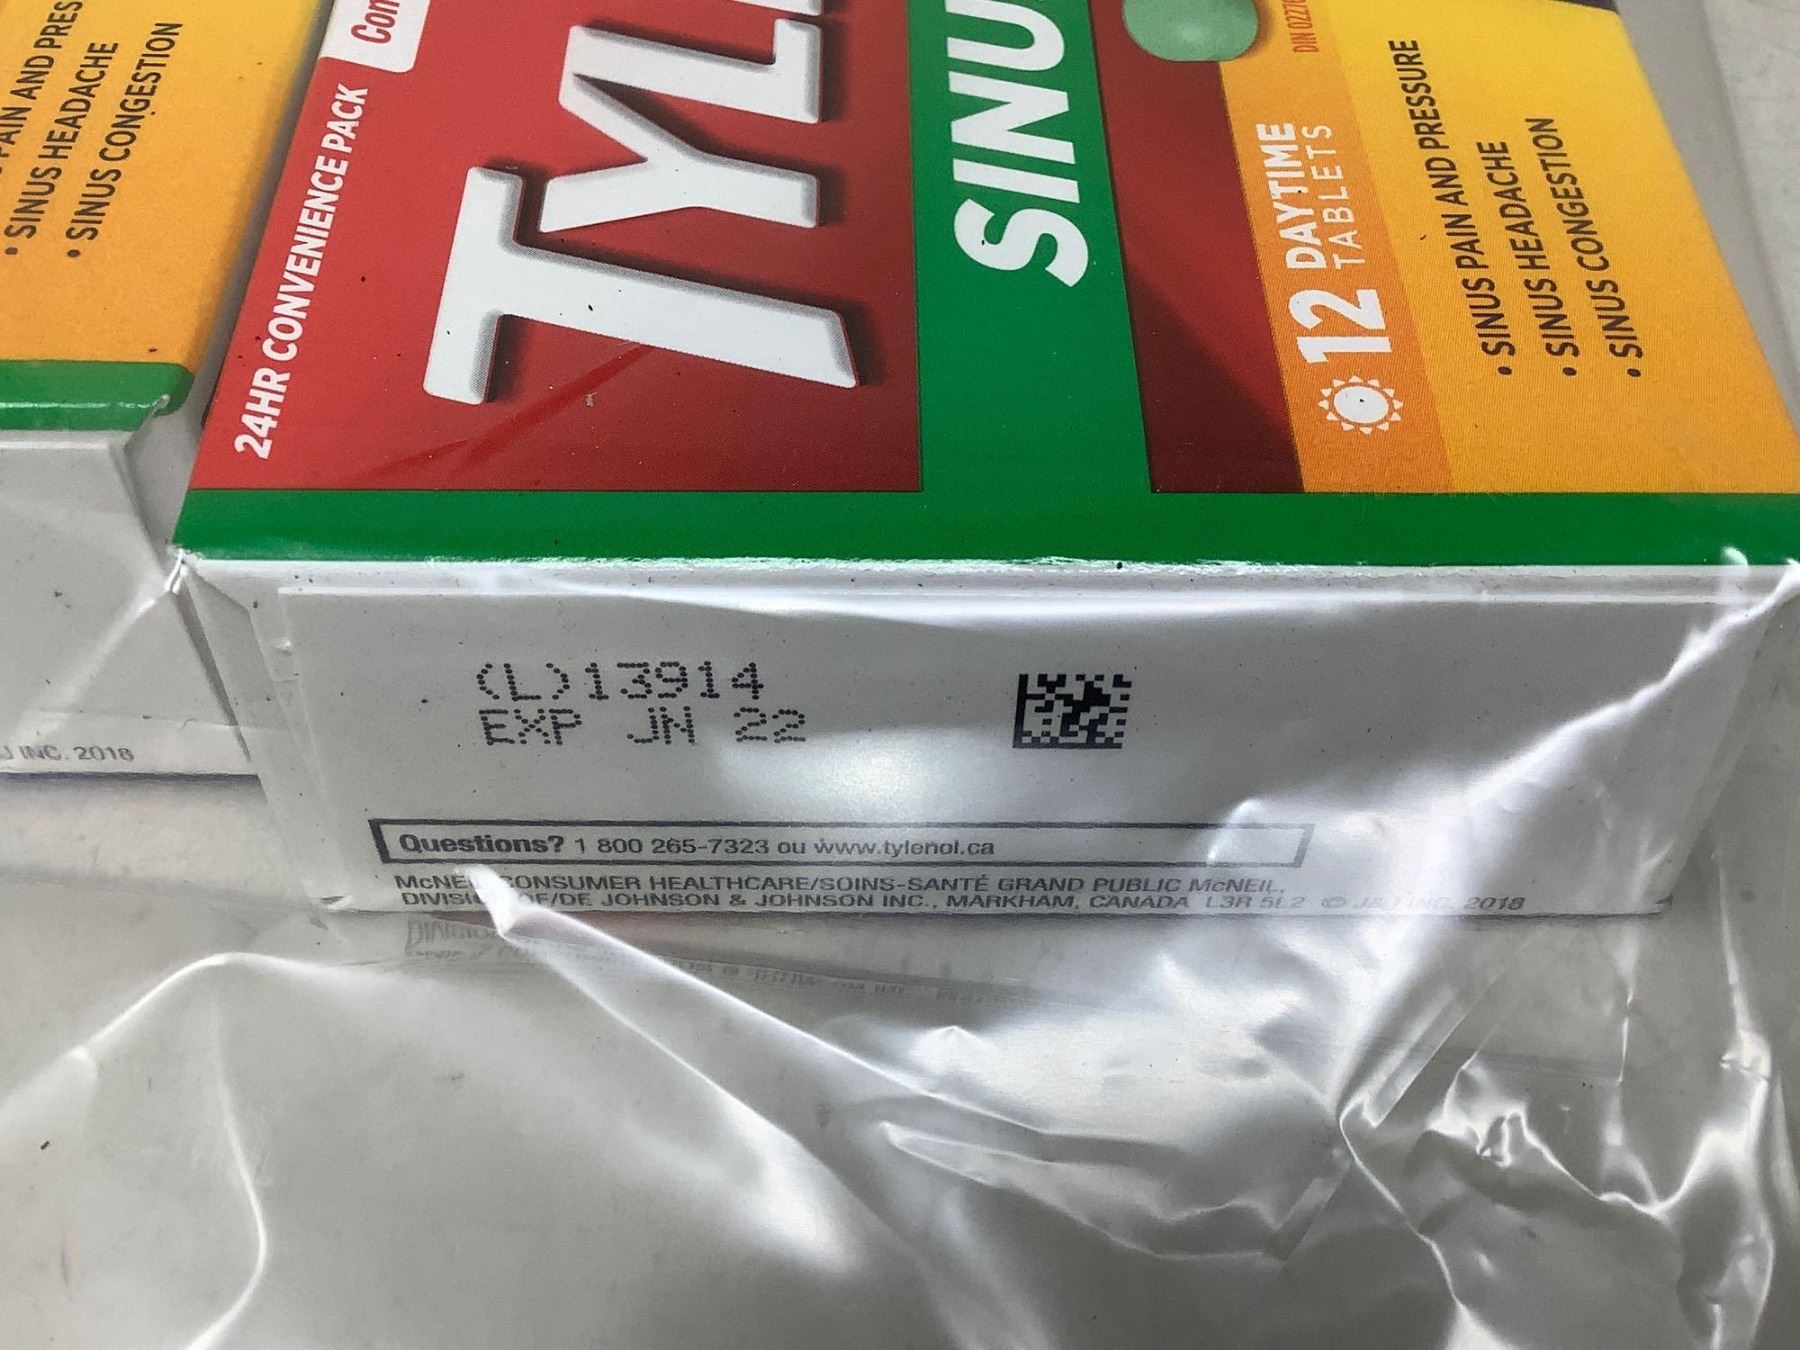 PAIN AND PRES
• SINUS HEADACHE
• SINUS CONGESTION
INC. 2018
24HR CONVENIENCE PACK
Con
TYL
SINU
12 DAYTIME
TABLETS
DIN 0227
• SINUS PAIN AND PRESSURE
• SINUS HEADACHE
• SINUS CONGESTION
(L)13914
EXP JN 22
Questions? 1 800 265-7323 ou www.tylenol.ca
McNEIL CONSUMER HEALTHCARE/SOINS-SANTÉ GRAND PUBLIC McNEIL,
DIVISION OF/DE JOHNSON & JOHNSON INC., MARKHAM, CANADA L3R 5L2 © J&J INC. 2018